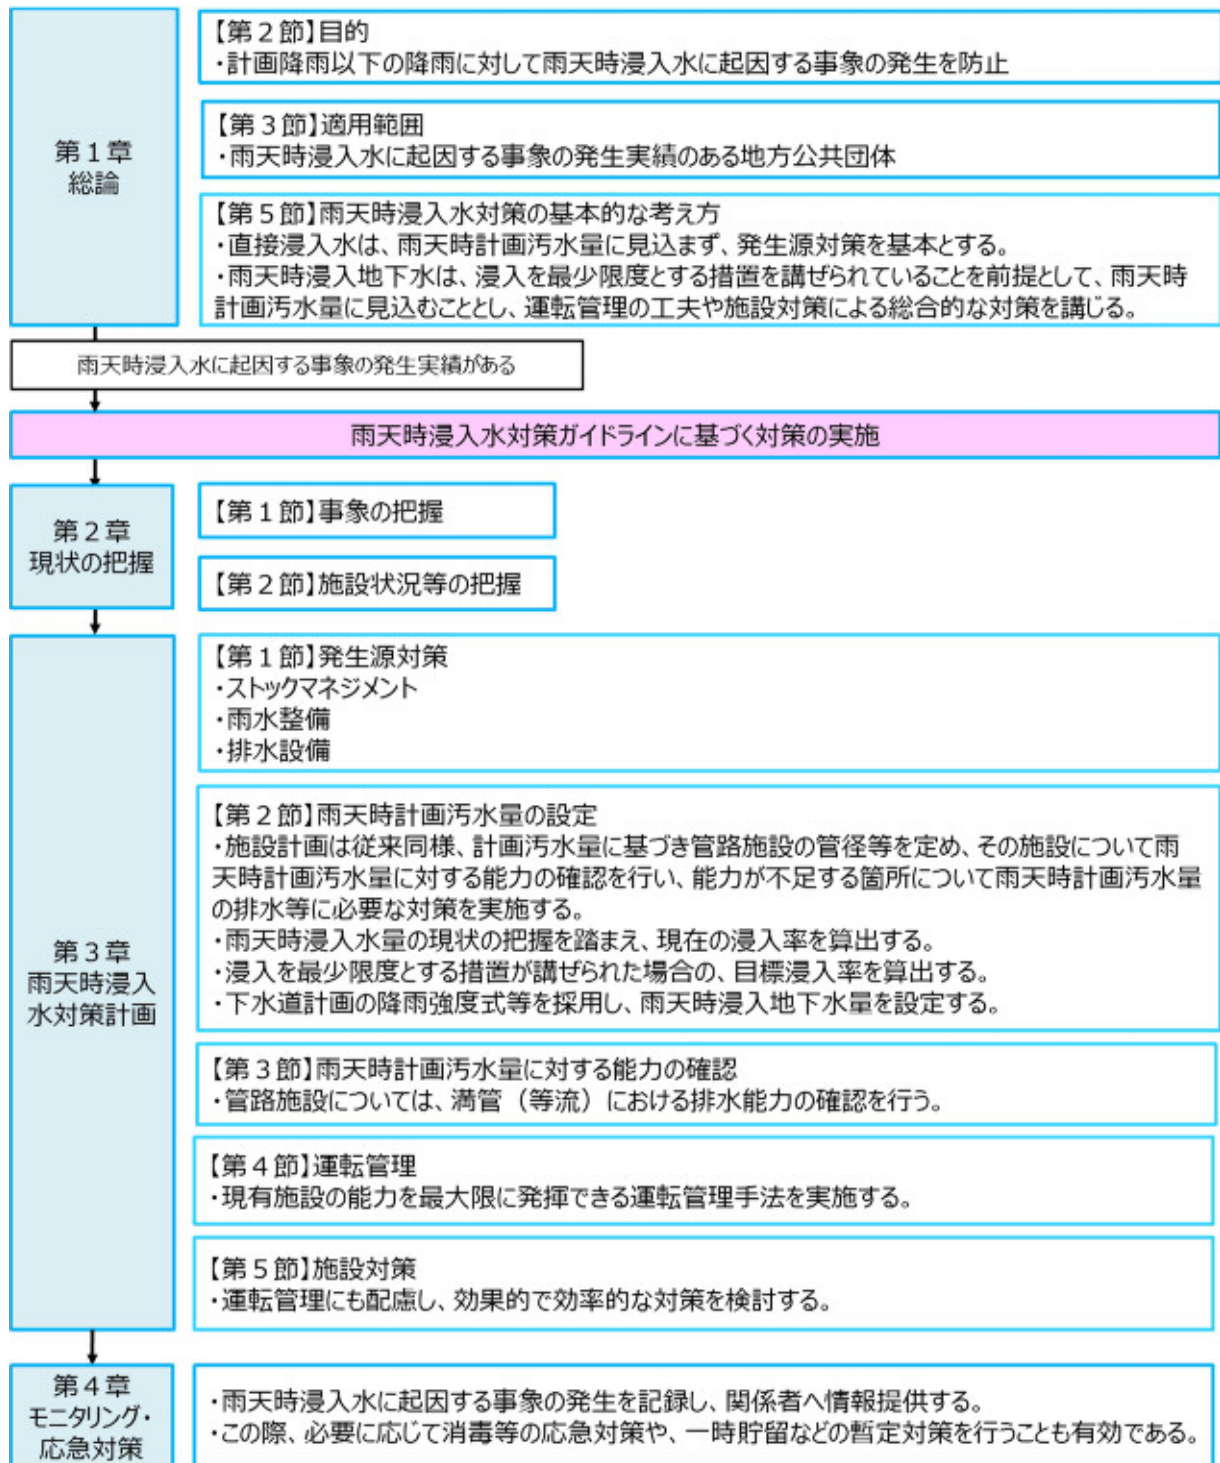 第１章
総論
【第２節】目的
・計画降雨以下の降雨に対して雨天時浸入水に起因する事象の発生を防止
【第３節】適用範囲
・雨天時浸入水に起因する事象の発生実績のある地方公共団体
【第５節】雨天時浸入水対策の基本的な考え方
・直接浸入水は、雨天時計画汚水量に見込まず、発生源対策を基本とする。
・雨天時浸入地下水は、浸入を最少限度とする措置を講ぜられていることを前提として、雨天時
計画汚水量に見込むこととし、運転管理の工夫や施設対策による総合的な対策を講じる。
雨天時浸入水に起因する事象の発生実績がある
雨天時浸入水対策ガイドラインに基づく対策の実施
第２章
現状の把握
【第１節】事象の把握
【第２節】施設状況等の把握
第３章
雨天時浸入
水対策計画
【第１節】発生源対策
・ストックマネジメント
・雨水整備
・排水設備
【第２節】雨天時計画汚水量の設定
・施設計画は従来同様、計画汚水量に基づき管路施設の管径等を定め、その施設について雨
天時計画汚水量に対する能力の確認を行い、能力が不足する箇所について雨天時計画汚水量
の排水等に必要な対策を実施する。
・雨天時浸入水量の現状の把握を踏まえ、現在の浸入率を算出する。
・浸入を最少限度とする措置が講ぜられた場合の、目標浸入率を算出する。
・下水道計画の降雨強度式等を採用し、雨天時浸入地下水量を設定する。
【第３節】雨天時計画汚水量に対する能力の確認
・管路施設については、満管（等流）における排水能力の確認を行う。
【第４節】運転管理
・現有施設の能力を最大限に発揮できる運転管理手法を実施する。
【第５節】施設対策
・運転管理にも配慮し、効果的で効率的な対策を検討する。
第４章
モニタリング・
応急対策
・雨天時浸入水に起因する事象の発生を記録し、関係者へ情報提供する。
・この際、必要に応じて消毒等の応急対策や、一時貯留などの暫定対策を行うことも有効である。